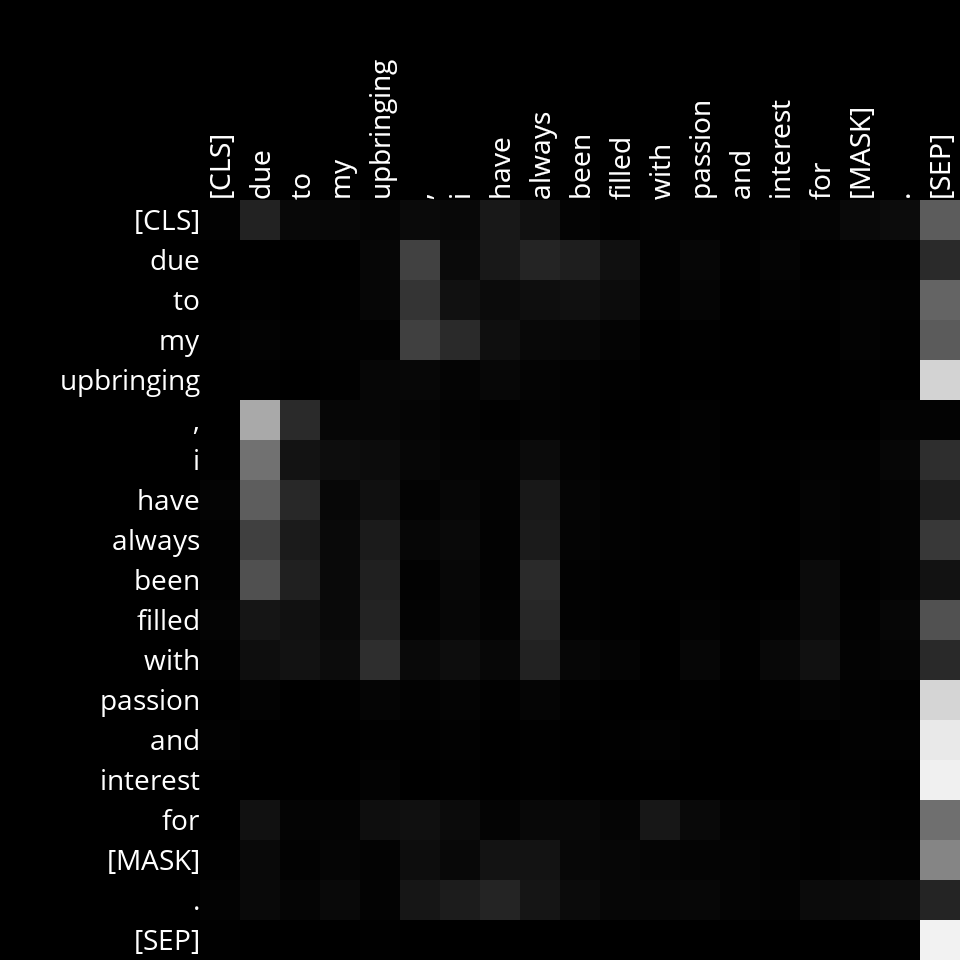 [CLS] due to my upbringing , i have always been filled with passion and interest for [MASK] . [SEP]
[CLS]
due
to
my
upbringing
,
i
have
always
been
filled
with
passion
and
interest
for
[MASK]
.
[SEP]